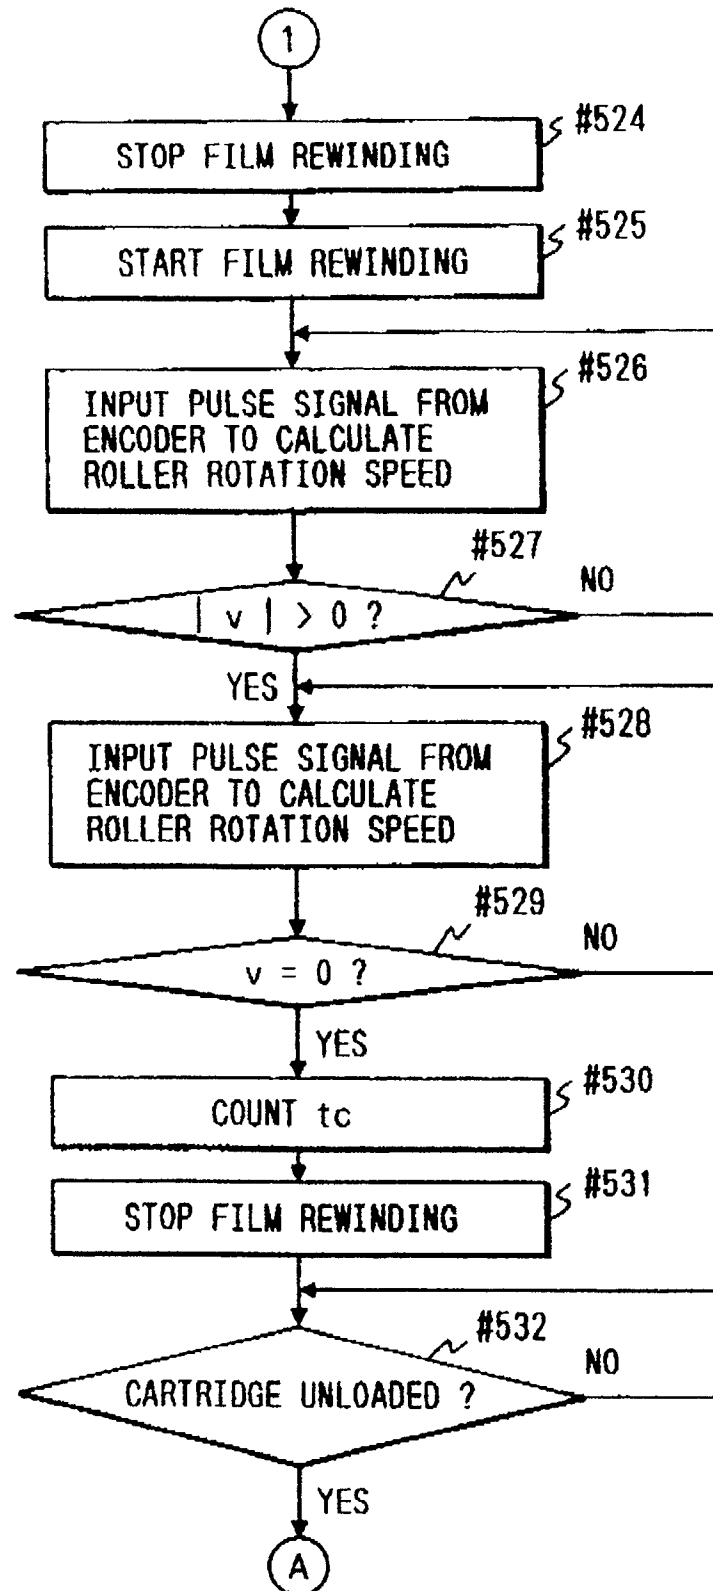 1
#524
STOP FILM REWINDING
#525
START FILM REWINDING
#526
INPUT PULSE SIGNAL FROM
ENCODER TO CALCULATE
ROLLER ROTATION SPEED
#527
NO
| v | > 0 ?
YES
#528
INPUT PULSE SIGNAL FROM
ENCODER TO CALCULATE
ROLLER ROTATION SPEED
#529
NO
v = 0 ?
YES
#530
COUNT tc
#531
STOP FILM REWINDING
#532
NO
CARTRIDGE UNLOADED ?
YES
A